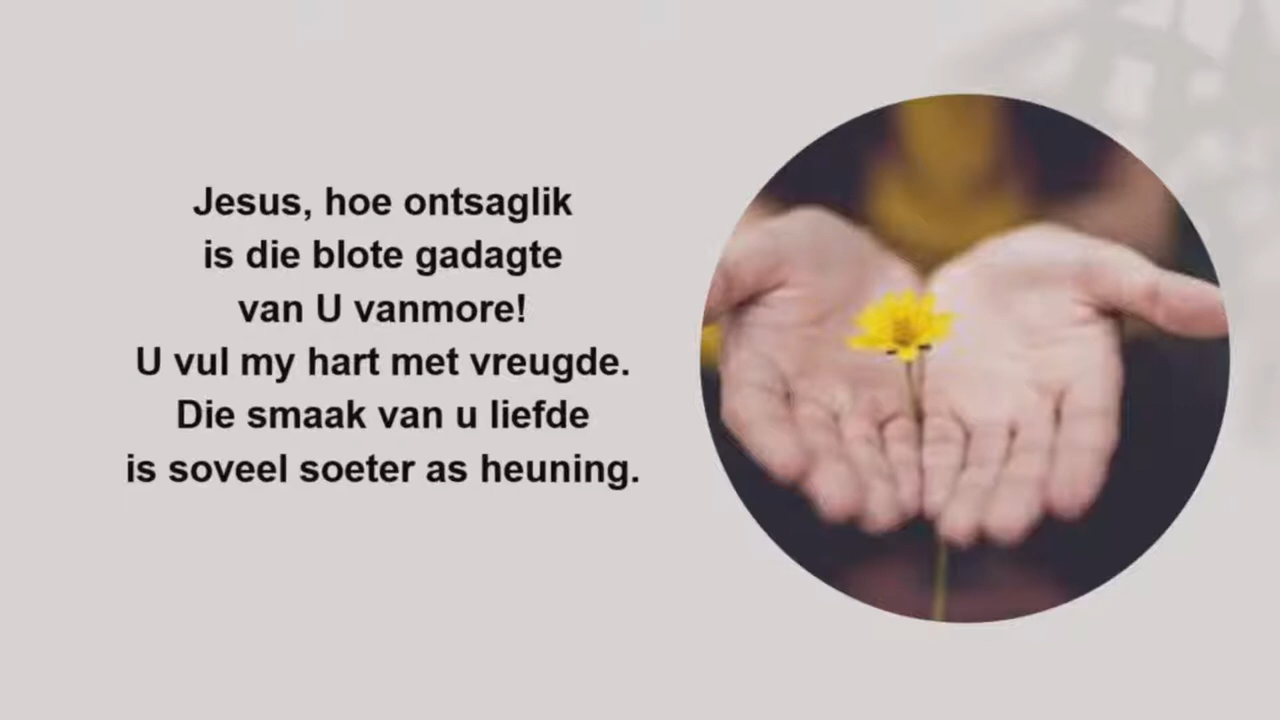 Jesus, hoe ontsaglik
is die blote gadagte
van U vanmore!
U vul my hart met vreugde.
Die smaak van u liefde
is soveel soeter as heuning.